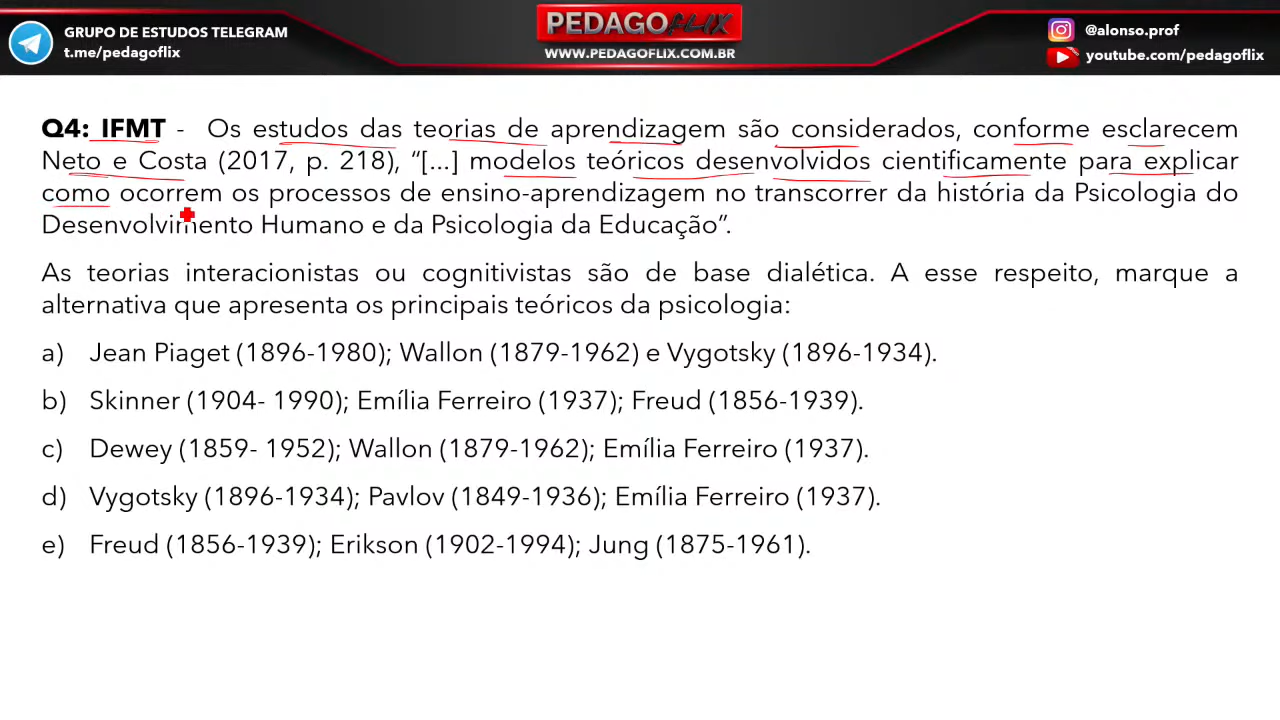 GRUPO DE ESTUDOS TELEGRAM
t.me/pedagoflix
PEDAGOFLIX
WWW.PEDAGOFLIX.COM.BR
@alonso.prof
youtube.com/pedagoflix
Q4: IFMT - Os estudos das teorias de aprendizagem são considerados, conforme esclarecem
Neto e Costa (2017, p. 218), “[...] modelos teóricos desenvolvidos cientificamente para explicar
como ocorrem os processos de ensino-aprendizagem no transcorrer da história da Psicologia do
Desenvolvimento Humano e da Psicologia da Educação”.
As teorias interacionistas ou cognitivistas são de base dialética. A esse respeito, marque a
alternativa que apresenta os principais teóricos da psicologia:
a) Jean Piaget (1896-1980); Wallon (1879-1962) e Vygotsky (1896-1934).
b) Skinner (1904- 1990); Emília Ferreiro (1937); Freud (1856-1939).
c) Dewey (1859- 1952); Wallon (1879-1962); Emília Ferreiro (1937).
d) Vygotsky (1896-1934); Pavlov (1849-1936); Emília Ferreiro (1937).
e) Freud (1856-1939); Erikson (1902-1994); Jung (1875-1961).